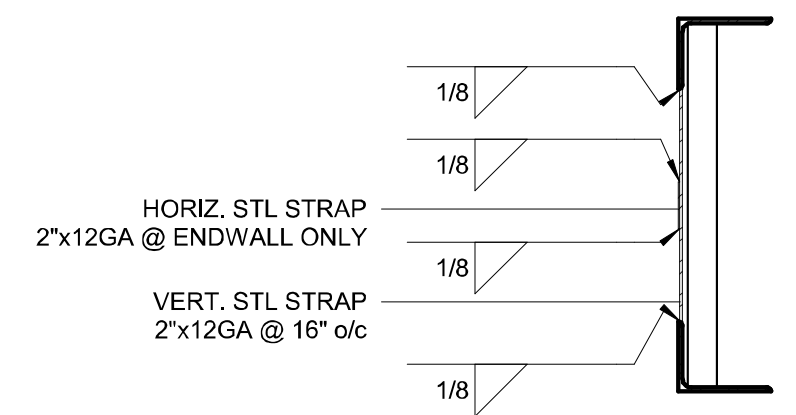 1/8
1/8
HORIZ. STL STRAP
2"x12GA @ ENDWALL ONLY
1/8
VERT. STL STRAP
2"x12GA @ 16" o/c
1/8